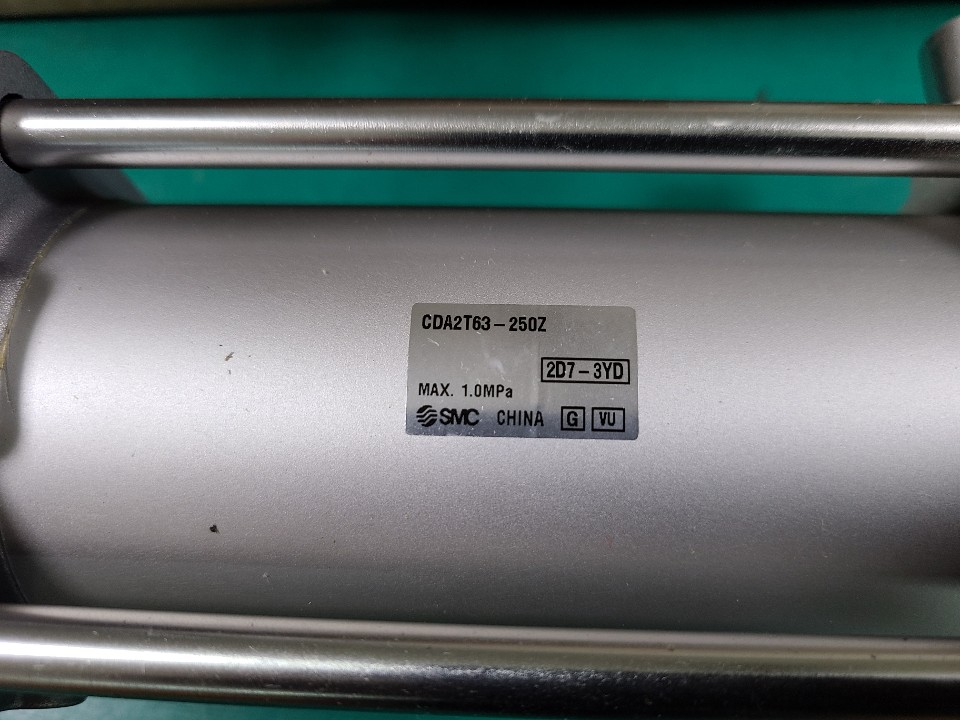 CDA2T63-250Z
2D7-3YD
MAX. 1.0MPa
SMC CHINA G VU